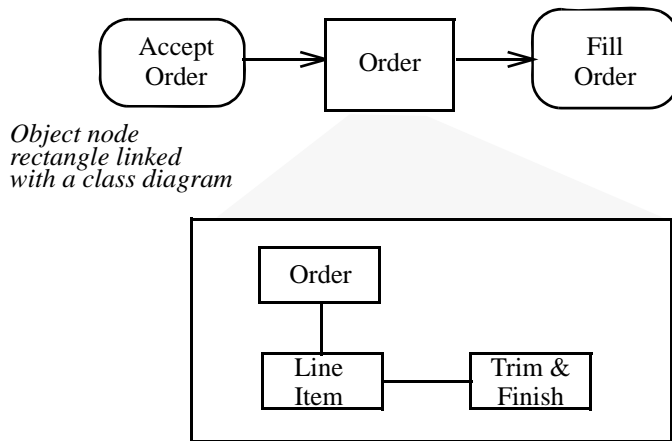 Accept
Order
Order
Fill
Order
Object node
rectangle linked
with a class diagram
Order
Line
Item
Trim &
Finish